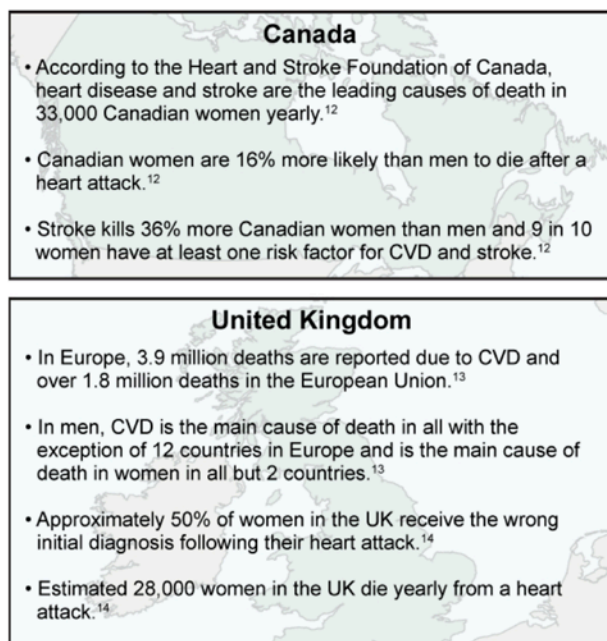 Canada
• According to the Heart and Stroke Foundation of Canada,
heart disease and stroke are the leading causes of death in
33,000 Canadian women yearly.¹²
• Canadian women are 16% more likely than men to die after a
heart attack.¹²
• Stroke kills 36% more Canadian women than men and 9 in 10
women have at least one risk factor for CVD and stroke.¹²
United Kingdom
• In Europe, 3.9 million deaths are reported due to CVD and
over 1.8 million deaths in the European Union.¹³
• In men, CVD is the main cause of death in all with the
exception of 12 countries in Europe and is the main cause of
death in women in all but 2 countries.¹³
• Approximately 50% of women in the UK receive the wrong
initial diagnosis following their heart attack.¹⁴
• Estimated 28,000 women in the UK die yearly from a heart
attack.¹⁴